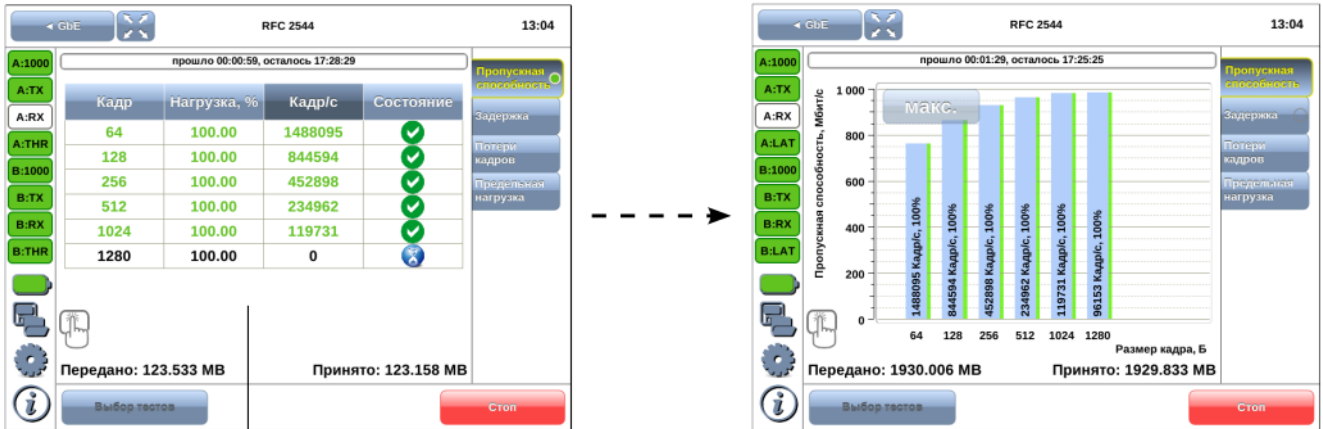 ◄ GbE
RFC 2544
13:04
A:1000
A:TX
A:RX
A:THR
B:1000
B:TX
B:RX
B:THR
прошло 00:00:59, осталось 17:28:29
Кадр Нагрузка, % Кадр/с Состояние
64 100.00 1488095
128 100.00 844594
256 100.00 452898
512 100.00 234962
1024 100.00 119731
1280 100.00 0
Пропускная
способность
Задержка
Потери
кадров
Предельная
нагрузка
Передано: 123.533 MB
Принято: 123.158 MB
i
Выбор тестов
Стоп
◄ GbE
RFC 2544
13:04
A:1000
A:TX
A:RX
A:LAT
B:1000
B:TX
B:RX
B:LAT
прошло 00:01:29, осталось 17:25:25
Пропускная способность, Мбит/с
1 000
800
600
400
200
0
макс.
1488095 Кадр/с, 100%
844594 Кадр/с, 100%
452898 Кадр/с, 100%
234962 Кадр/с, 100%
119731 Кадр/с, 100%
96153 Кадр/с, 100%
64 128 256 512 1024 1280
Размер кадра, Б
Пропускная
способность
Задержка
Потери
кадров
Предельная
нагрузка
Передано: 1930.006 MB
Принято: 1929.833 MB
i
Выбор тестов
Стоп